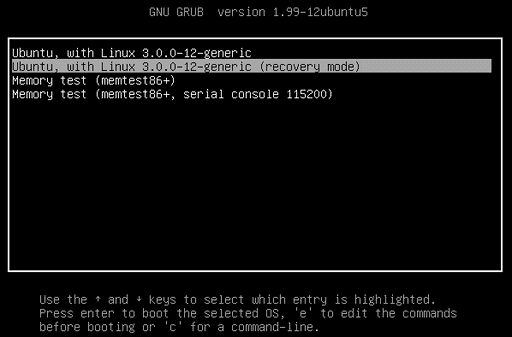 GNU GRUB version 1.99-12ubuntu5
Ubuntu, with Linux 3.0.0-12-generic
Ubuntu, with Linux 3.0.0-12-generic (recovery mode)
Memory test (memtest86+)
Memory test (memtest86+, serial console 115200)
Use the ↑ and ↓ keys to select which entry is highlighted.
Press enter to boot the selected OS, 'e' to edit the commands
before booting or 'c' for a command-line.